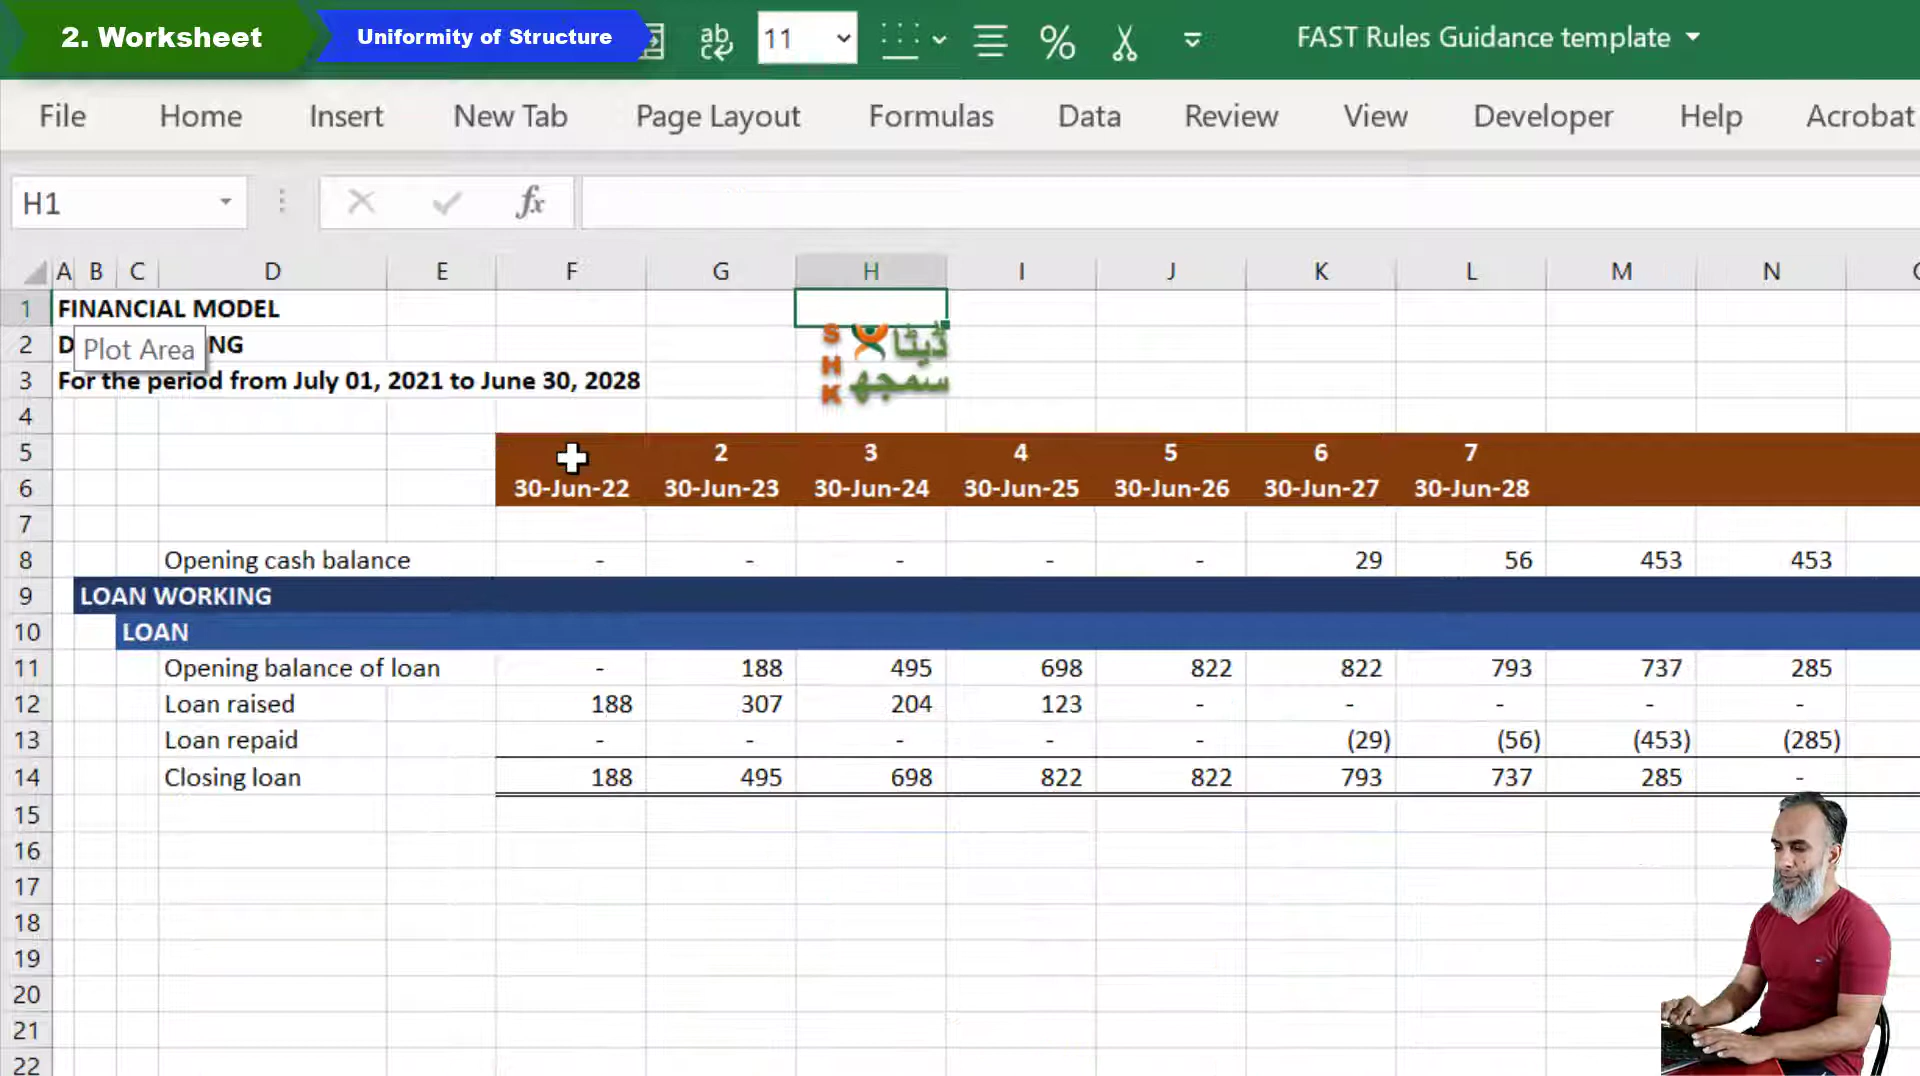 2. Worksheet Uniformity of Structure 11 FAST Rules Guidance template
File Home Insert New Tab Page Layout Formulas Data Review View Developer Help Acrobat
H1 fx
A B C D E F G H I J K L M N
1 FINANCIAL MODEL
2 D NG
Plot Area
3 For the period from July 01, 2021 to June 30, 2028
SHK ڈیٹا سمجھ
4
5 2 3 4 5 6 7
6 30-Jun-22 30-Jun-23 30-Jun-24 30-Jun-25 30-Jun-26 30-Jun-27 30-Jun-28
7
8 Opening cash balance - - - - - 29 56 453 453
9 LOAN WORKING
10 LOAN
11 Opening balance of loan - 188 495 698 822 822 793 737 285
12 Loan raised 188 307 204 123 - - - - -
13 Loan repaid - - - - - (29) (56) (453) (285)
14 Closing loan 188 495 698 822 822 793 737 285 -
15
16
17
18
19
20
21
22